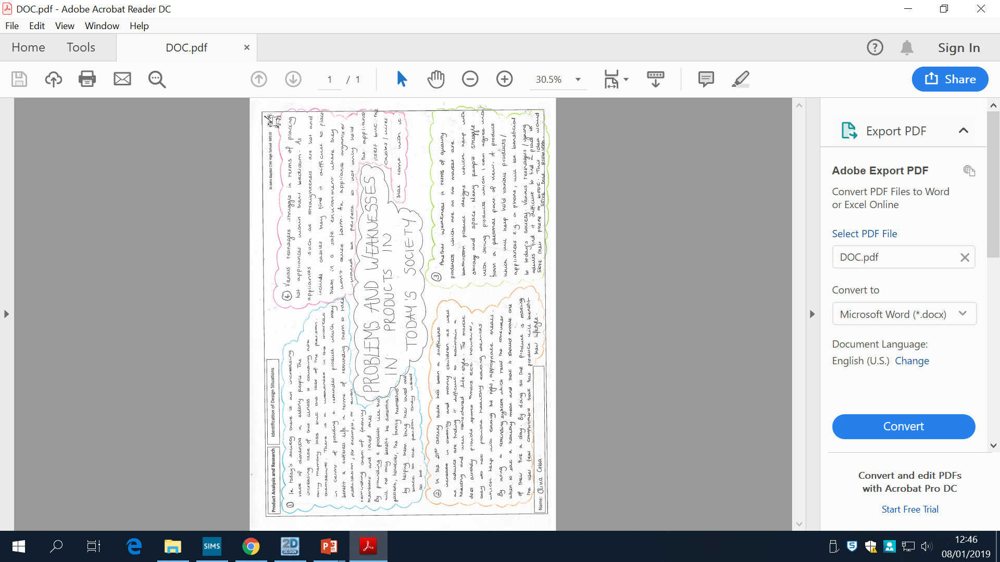 DOC.pdf - Adobe Acrobat Reader DC
File Edit View Window Help
Home Tools DOC.pdf
Sign In
1 / 1
30.5%
Share
Product Analysis and Research
Identification of Design Situations
St John Baptist CIW High School 68510
① In today's society there is an increasing
rate of dimensia in elderly people. The
increasing rate of this illness is causing not
only memory loss but the loss of the person
themselves. There is a weakness in the market
in terms of providing a reminder product which may
benefit a sufferers life in terms of reminding them to take
medication, for example, or even
reminding them of family
members and loved ones.
By providing a product like this
will not only benefit the dimentia
patient, however, the family themselves
by helping them bring their loved one
back to the person they used
to be.
④ Various teenagers struggle in terms of placing
hot appliances within their bedroom. As
appliances such as straighteners are hot and
include cables they find it difficult to place
them in a safe environment where they
won't cause harm. An appliance organiser
would be perfect to not only hold
the appliance
itself but the
cables / wires
that come with it.
PROBLEMS AND WEAKNESSES
IN PRODUCTS IN
TODAY'S SOCIETY
② In the 21st century there has been a sufficient
increase in obesity and many children as well
as adults are finding it difficult to maintain a
healthy and well considered life-style. The market
does already provide sports etc however,
they do not provide healthy eating devices
which help with eating the right, appropriate meals.
By using a reminding system which tells the consumer
when to eat a healthy meal and that it should entale one
of their five a day. By doing so the product is making
the user feel comfortable that this produce will benefit
their lifestyle.
③ Another weakness in terms of quality
products which are on the market are
bathroom product designs which help with
storage and space. Many people struggle
with storing products which I can agree with
from a personal point of view. A product
which will help hold various products /
appliances e.g. a phone, will be beneficial
to today's society. Various teenagers / young
adults find it difficult to find a place to
store their phone or book. This idea would
solve this problem.
Name: Olivia
Export PDF
Adobe Export PDF
Convert PDF Files to Word
or Excel Online
Select PDF File
DOC.pdf
Convert to
Microsoft Word (*.docx)
Document Language:
English (U.S.) Change
Convert
Convert and edit PDFs
with Acrobat Pro DC
Start Free Trial
SIMS
2D
DESIGN
12:46
08/01/2019